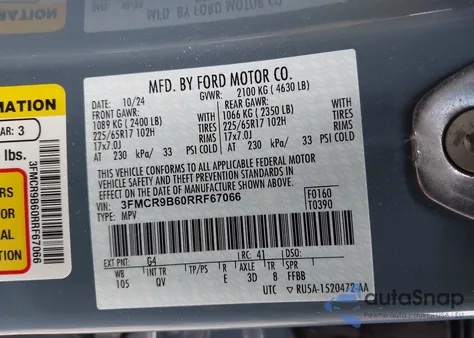 MFD. BY FORD MOTOR CO.
10/24 GVWR: 2100 KG ( 4630 LB)
FRONT GAWR: REAR GAWR:
1089 KG ( 2400 LB) 1066 KG ( 2350 LB)
225/65R17 102H TIRES 225/65R17 102H TIRES
17x7.0J RIMS 17x7.0J RIMS
AT 230 kPa/ 33 PSI COLD AT 230 kPa/ 33 PSI COLD
THIS VEHICLE CONFORMS TO ALL APPLICABLE FEDERAL MOTOR
VEHICLE SAFETY AND THEFT PREVENTION STANDARDS IN
EFFECT ON THE DATE OF MANUFACTURE SHOWN ABOVE.
VIN: 3FMCR9B60RRF67066 F0160
TYPE: MPV T0390
EXT PNT: G4 RC: 41 DSO:
WB INT TR TP/PS R AXLE TR SPR
105 QV E 3D 8 FFBB
UTC ▽ RU5A-1520472-AA
MATION
AR: 3
lbs.
3FMCR9B60RRF67066
RS
TION
autoSnap